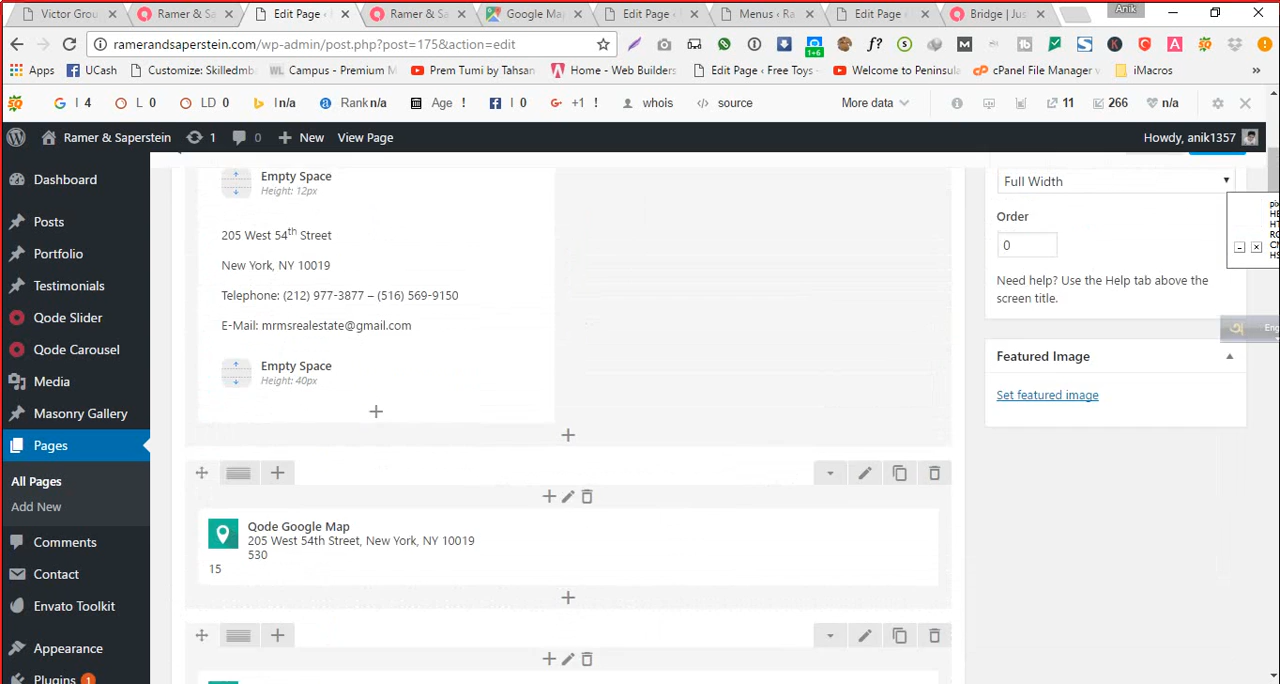 Victor Grou
Ramer & Sa
Edit Page ‹
Ramer & Sa
Google Ma
Edit Page ‹
Menus ‹ Ra
Edit Page ‹
Bridge | Jus
Anik
ramerandsaperstein.com/wp-admin/post.php?post=175&action=edit
Apps
UCash
Customize: Skilledmb
Campus - Premium M
Prem Tumi by Tahsan
Home - Web Builders
Edit Page ‹ Free Toys -
Welcome to Peninsula
cPanel File Manager v
iMacros
»
I 4
L 0
LD 0
I n/a
Rank n/a
Age !
I 0
+1 !
whois
source
More data
11
266
n/a
Ramer & Saperstein
1
0
New
View Page
Howdy, anik1357
Dashboard
Posts
Portfolio
Testimonials
Qode Slider
Qode Carousel
Media
Masonry Gallery
Pages
All Pages
Add New
Comments
Contact
Envato Toolkit
Appearance
Plugins 1
Empty Space
Height: 12px
205 West 54th Street
New York, NY 10019
Telephone: (212) 977-3877 – (516) 569-9150
E-Mail: mrmsrealestate@gmail.com
Empty Space
Height: 40px
Qode Google Map
205 West 54th Street, New York, NY 10019
530
15
Full Width
Order
0
Need help? Use the Help tab above the
screen title.
Featured Image
Set featured image
অ Eng